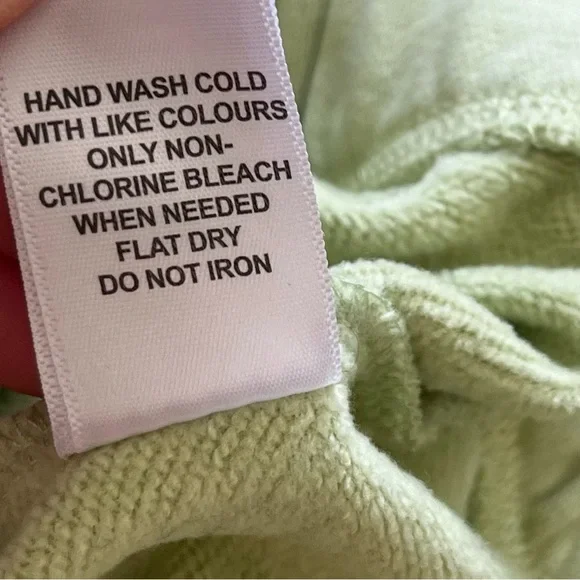 HAND WASH COLD
WITH LIKE COLOURS
ONLY NON-
CHLORINE BLEACH
WHEN NEEDED
FLAT DRY
DO NOT IRON